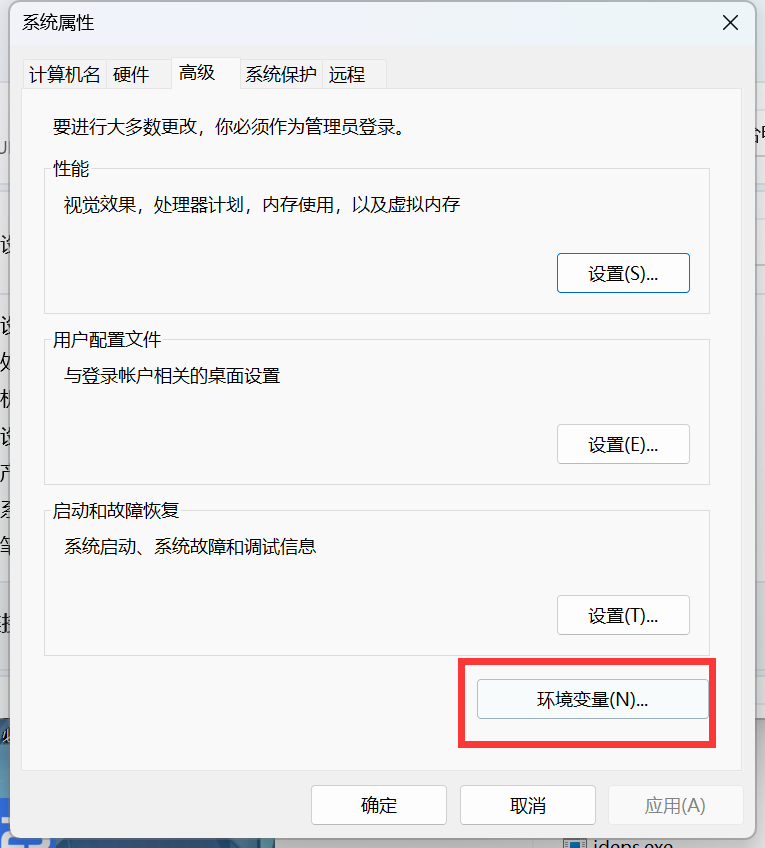 系统属性
计算机名 硬件 高级 系统保护 远程
要进行大多数更改，你必须作为管理员登录。
性能
视觉效果，处理器计划，内存使用，以及虚拟内存
设置(S)...
用户配置文件
与登录帐户相关的桌面设置
设置(E)...
启动和故障恢复
系统启动、系统故障和调试信息
设置(T)...
环境变量(N)...
确定 取消 应用(A)